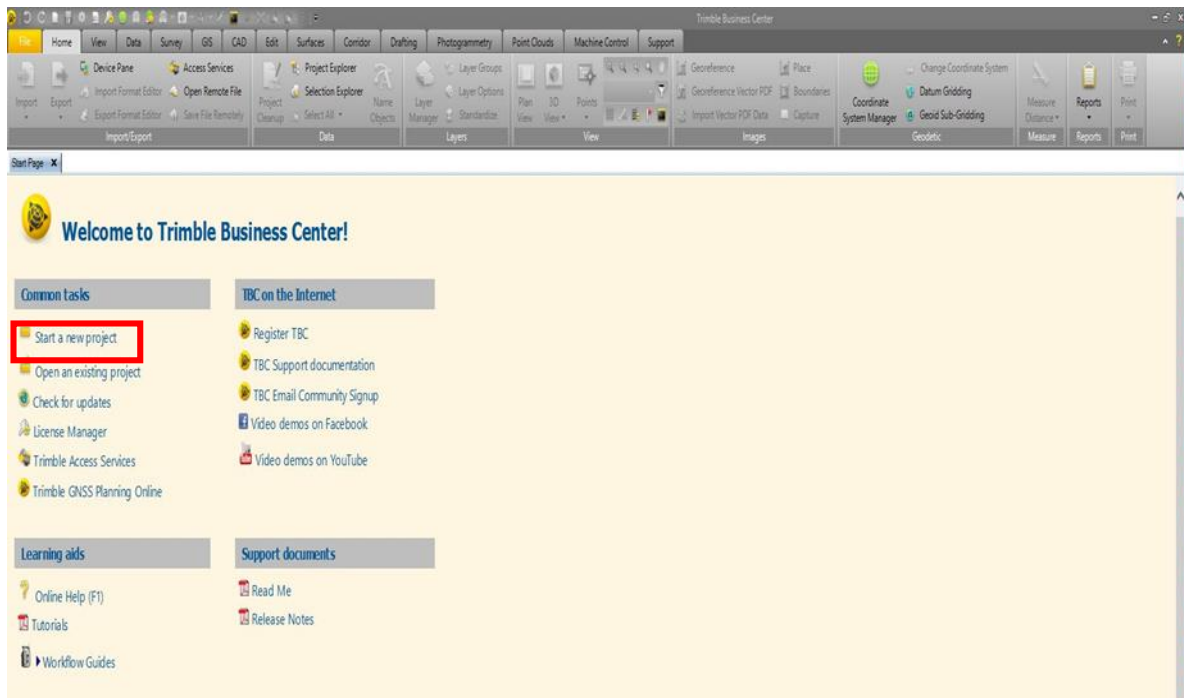 Trimble Business Center
File Home View Data Survey GIS CAD Edit Surfaces Corridor Drafting Photogrammetry Point Clouds Machine Control Support
Device Pane Access Services Project Explorer Layer Groups Georeference Place Change Coordinate System
Import Export Import Format Editor Open Remote File Project Cleanup Selection Explorer Name Objects Layer Manager Layer Options Plan View 3D View Points Georeference Vector PDF Boundaries Coordinate System Manager Datum Gridding Measure Distance Reports Print
Export Format Editor Save File Remotely Select All Standardize Import Vector PDF Data Capture Geoid Sub-Gridding
Import/Export Data Layers View Images Geodetic Measure Reports Print
Start Page X
Welcome to Trimble Business Center!
Common tasks
Start a new project
Open an existing project
Check for updates
License Manager
Trimble Access Services
Trimble GNSS Planning Online
TBC on the Internet
Register TBC
TBC Support documentation
TBC Email Community Signup
Video demos on Facebook
Video demos on YouTube
Learning aids
Online Help (F1)
Tutorials
Workflow Guides
Support documents
Read Me
Release Notes